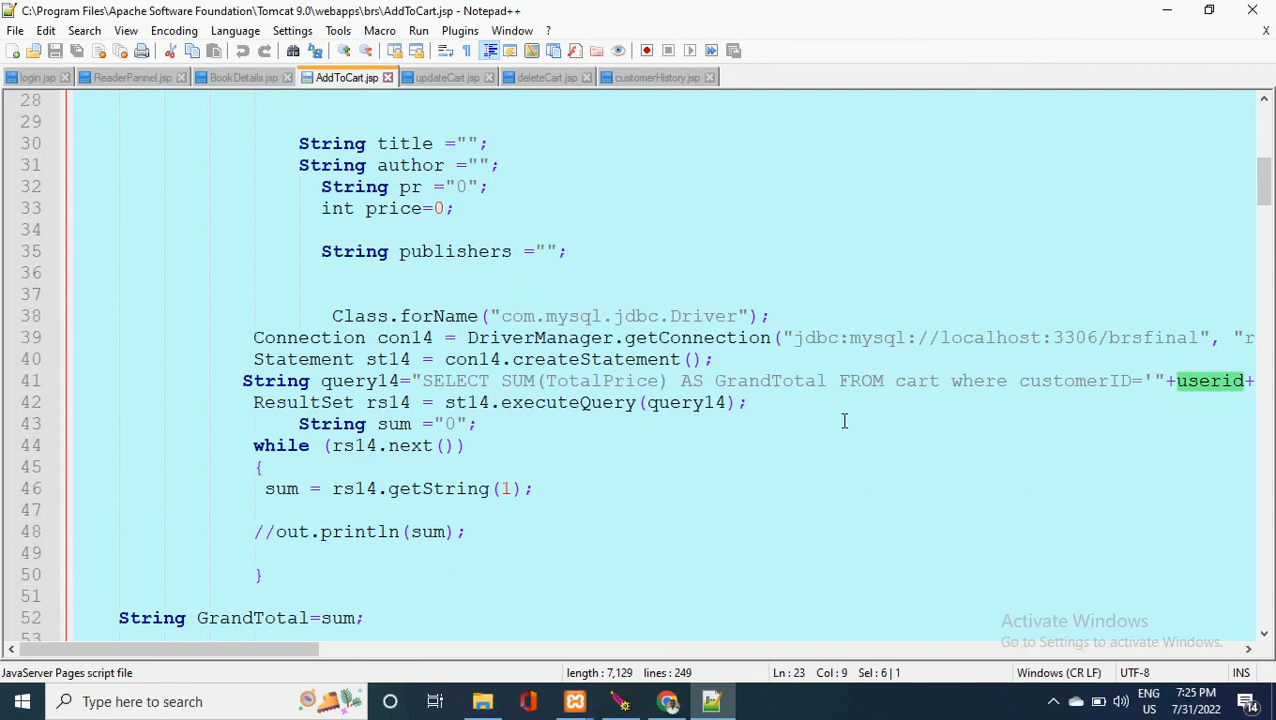 C:\Program Files\Apache Software Foundation\Tomcat 9.0\webapps\brs\AddToCart.jsp - Notepad++
File Edit Search View Encoding Language Settings Tools Macro Run Plugins Window ? X
login.jsp ReaderPannel.jsp BookDetails.jsp AddToCart.jsp updateCart.jsp deleteCart.jsp customerHistory.jsp
28
29
30 String title ="";
31 String author ="";
32 String pr ="0";
33 int price=0;
34
35 String publishers ="";
36
37
38 Class.forName("com.mysql.jdbc.Driver");
39 Connection con14 = DriverManager.getConnection("jdbc:mysql://localhost:3306/brsfinal", "r
40 Statement st14 = con14.createStatement();
41 String query14="SELECT SUM(TotalPrice) AS GrandTotal FROM cart where customerID='"+userid+
42 ResultSet rs14 = st14.executeQuery(query14);
43 String sum ="0";
44 while (rs14.next())
45 {
46 sum = rs14.getString(1);
47
48 //out.println(sum);
49
50 }
51
52 String GrandTotal=sum;
53
Activate Windows
Go to Settings to activate Windows.
JavaServer Pages script file length : 7,129 lines : 249 Ln : 23 Col : 9 Sel : 6 | 1 Windows (CR LF) UTF-8 INS
Type here to search ENG US 7:25 PM 7/31/2022 14